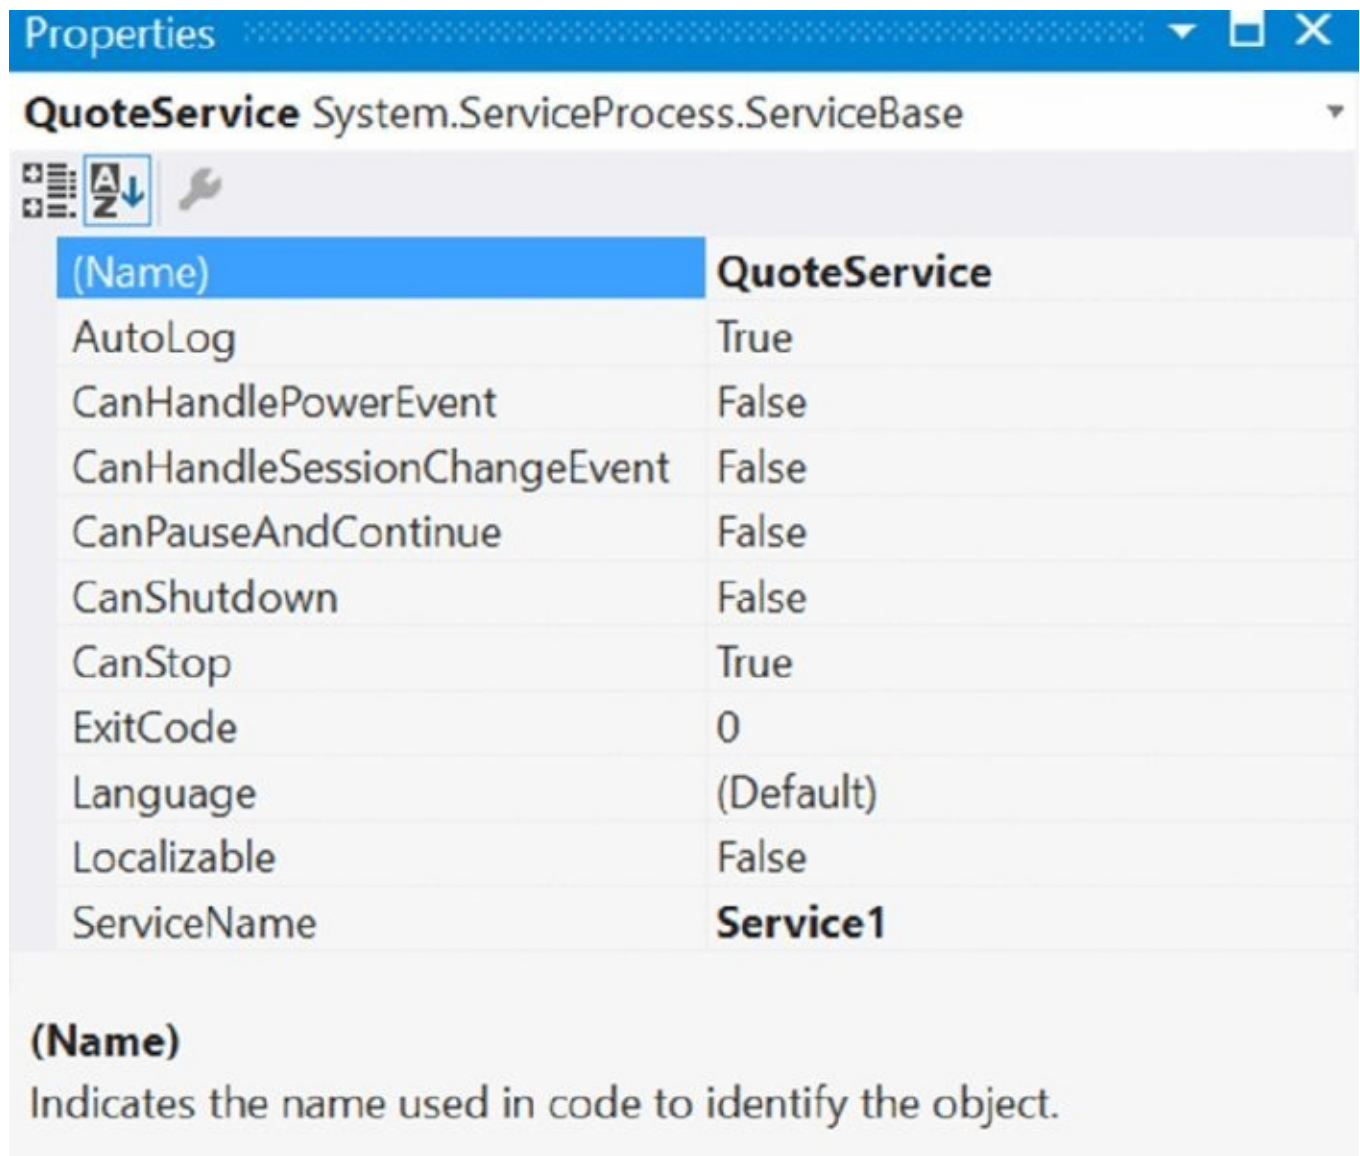 Properties
QuoteService System.ServiceProcess.ServiceBase
(Name) QuoteService
AutoLog True
CanHandlePowerEvent False
CanHandleSessionChangeEvent False
CanPauseAndContinue False
CanShutdown False
CanStop True
ExitCode 0
Language (Default)
Localizable False
ServiceName Service1
(Name)
Indicates the name used in code to identify the object.